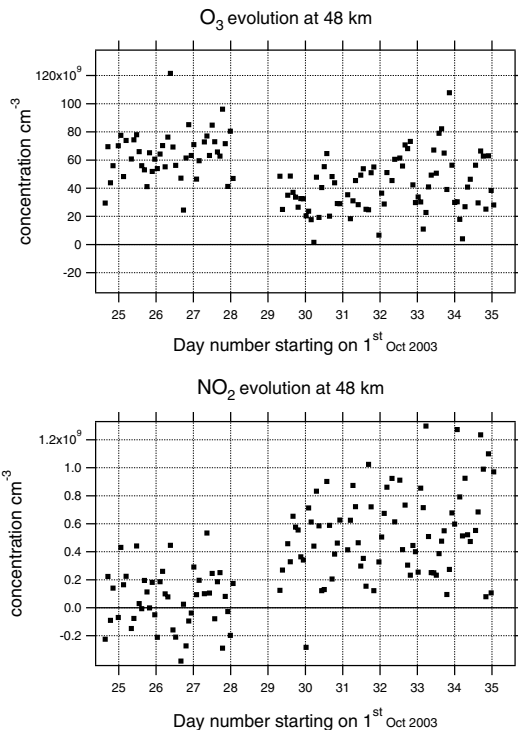 O3 evolution at 48 km
120x10^9
100
80
60
40
20
0
-20
concentration cm^-3
25 26 27 28 29 30 31 32 33 34 35
Day number starting on 1^st Oct 2003
NO2 evolution at 48 km
1.2x10^9
1.0
0.8
0.6
0.4
0.2
0.0
-0.2
concentration cm^-3
25 26 27 28 29 30 31 32 33 34 35
Day number starting on 1^st Oct 2003